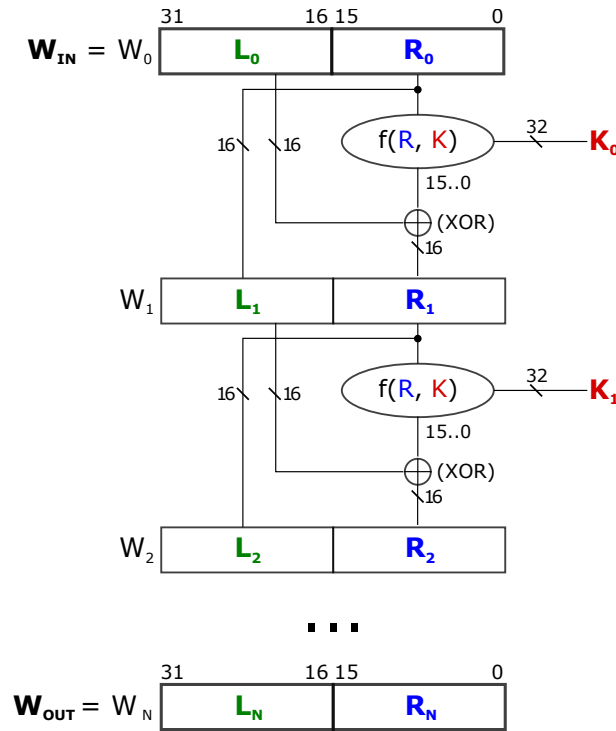 31 16 15 0
W_IN = W_0 L_0 R_0
16 16 f(R, K) 32 K_0
15..0
(XOR)
16
W_1 L_1 R_1
16 16 f(R, K) 32 K_1
15..0
(XOR)
16
W_2 L_2 R_2
...
31 16 15 0
W_OUT = W_N L_N R_N